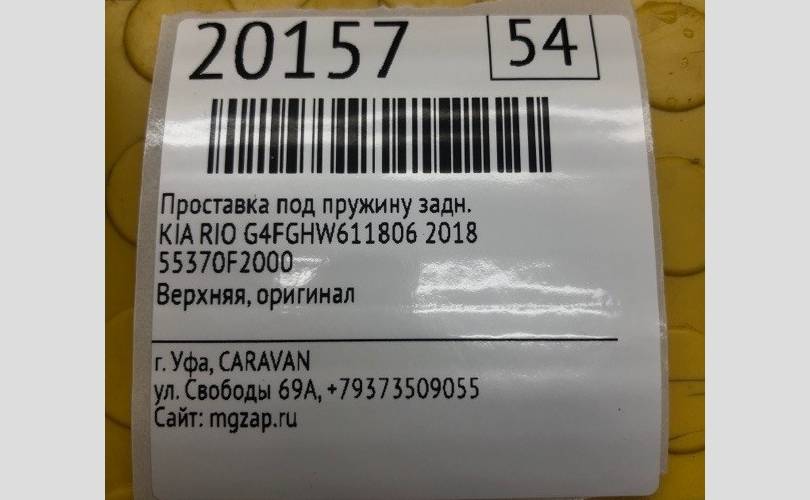 20157 54
Проставка под пружину задн.
KIA RIO G4FGHW611806 2018
55370F2000
Верхняя, оригинал
г. Уфа, CARAVAN
ул. Свободы 69А, +79373509055
Сайт: mgzap.ru